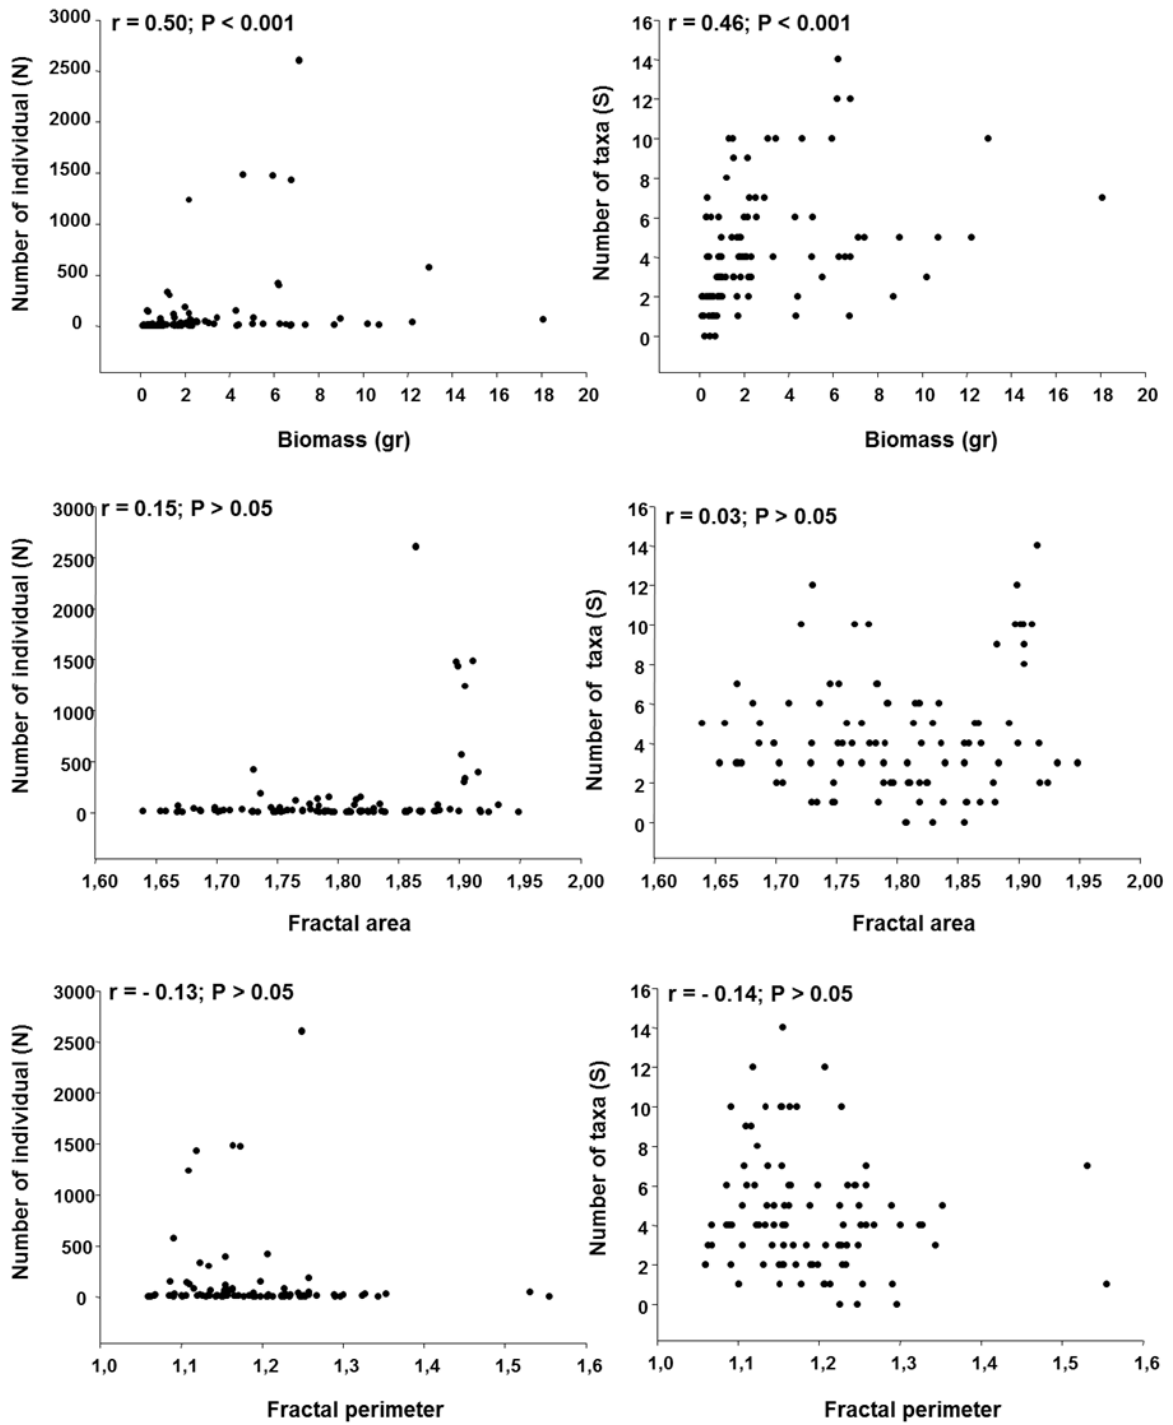 r = 0.50; P < 0.001
Number of individual (N)
3000
2500
2000
1500
1000
500
0
0 2 4 6 8 10 12 14 16 18 20
Biomass (gr)
r = 0.46; P < 0.001
Number of taxa (S)
16
14
12
10
8
6
4
2
0
0 2 4 6 8 10 12 14 16 18 20
Biomass (gr)
r = 0.15; P > 0.05
Number of individual (N)
3000
2500
2000
1500
1000
500
0
1,60 1,65 1,70 1,75 1,80 1,85 1,90 1,95 2,00
Fractal area
r = 0.03; P > 0.05
Number of taxa (S)
16
14
12
10
8
6
4
2
0
1,60 1,65 1,70 1,75 1,80 1,85 1,90 1,95 2,00
Fractal area
r = - 0.13; P > 0.05
Number of individual (N)
3000
2500
2000
1500
1000
500
0
1,0 1,1 1,2 1,3 1,4 1,5 1,6
Fractal perimeter
r = - 0.14; P > 0.05
Number of taxa (S)
16
14
12
10
8
6
4
2
0
1,0 1,1 1,2 1,3 1,4 1,5 1,6
Fractal perimeter